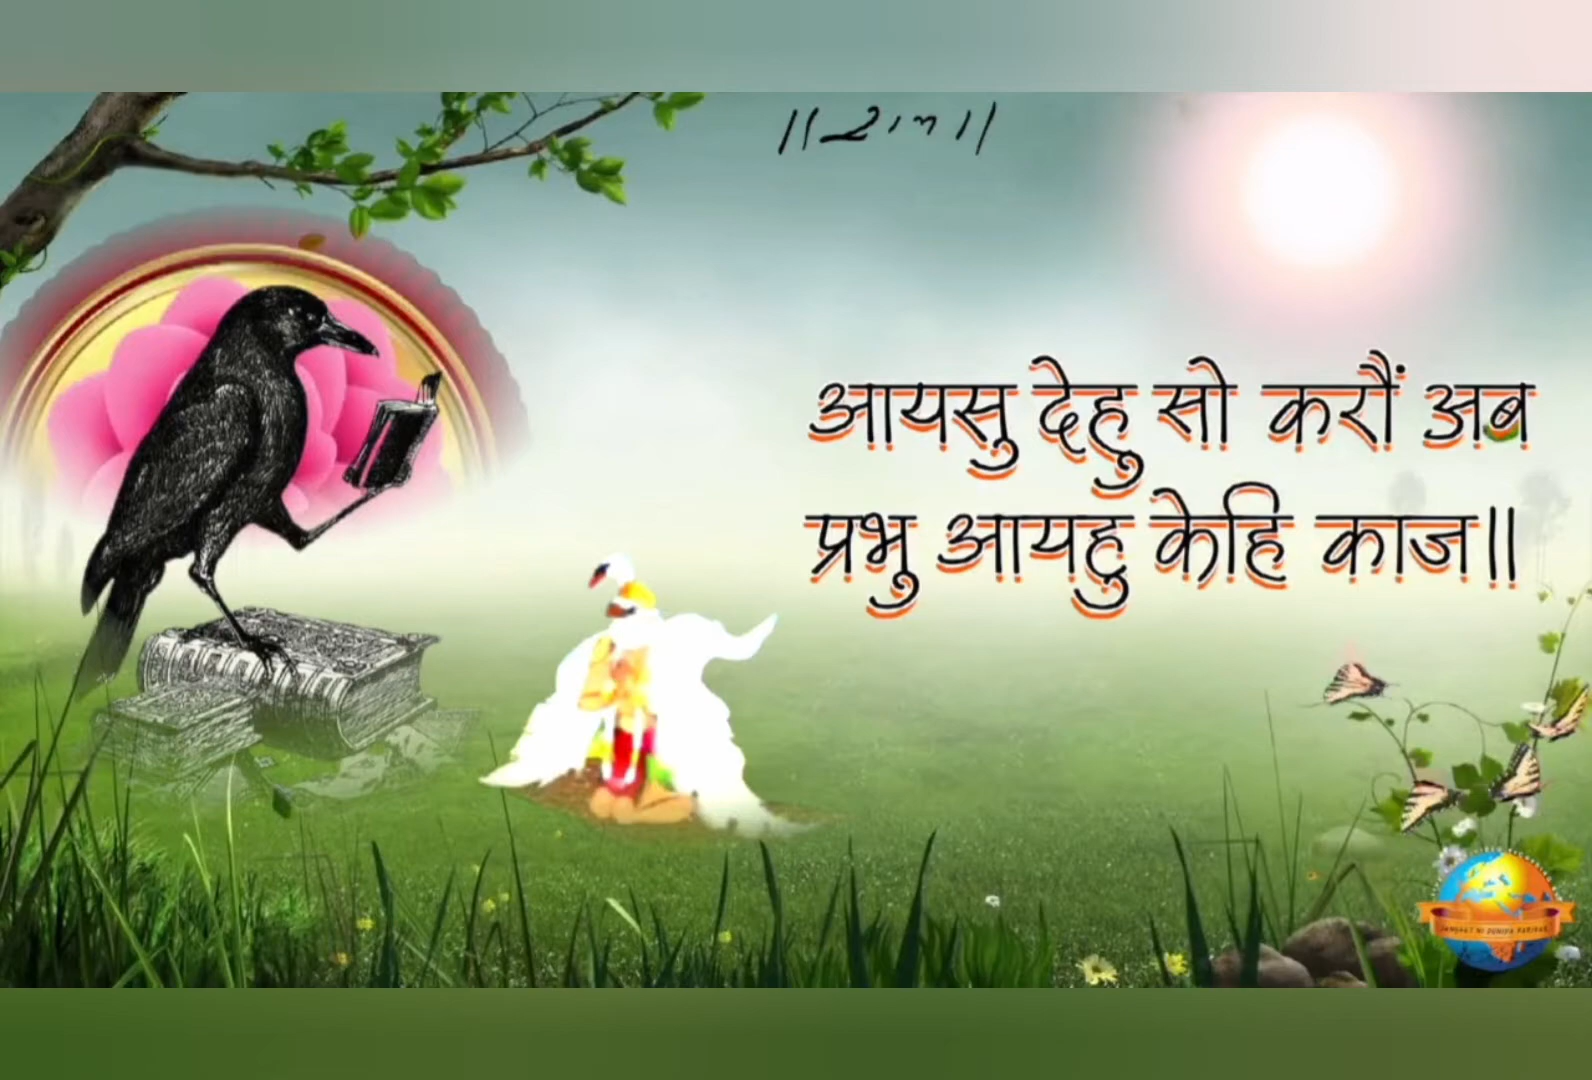 ॥ રામ ॥
आयसु देहु सो करौं अब
प्रभु आयहु केहि काज॥